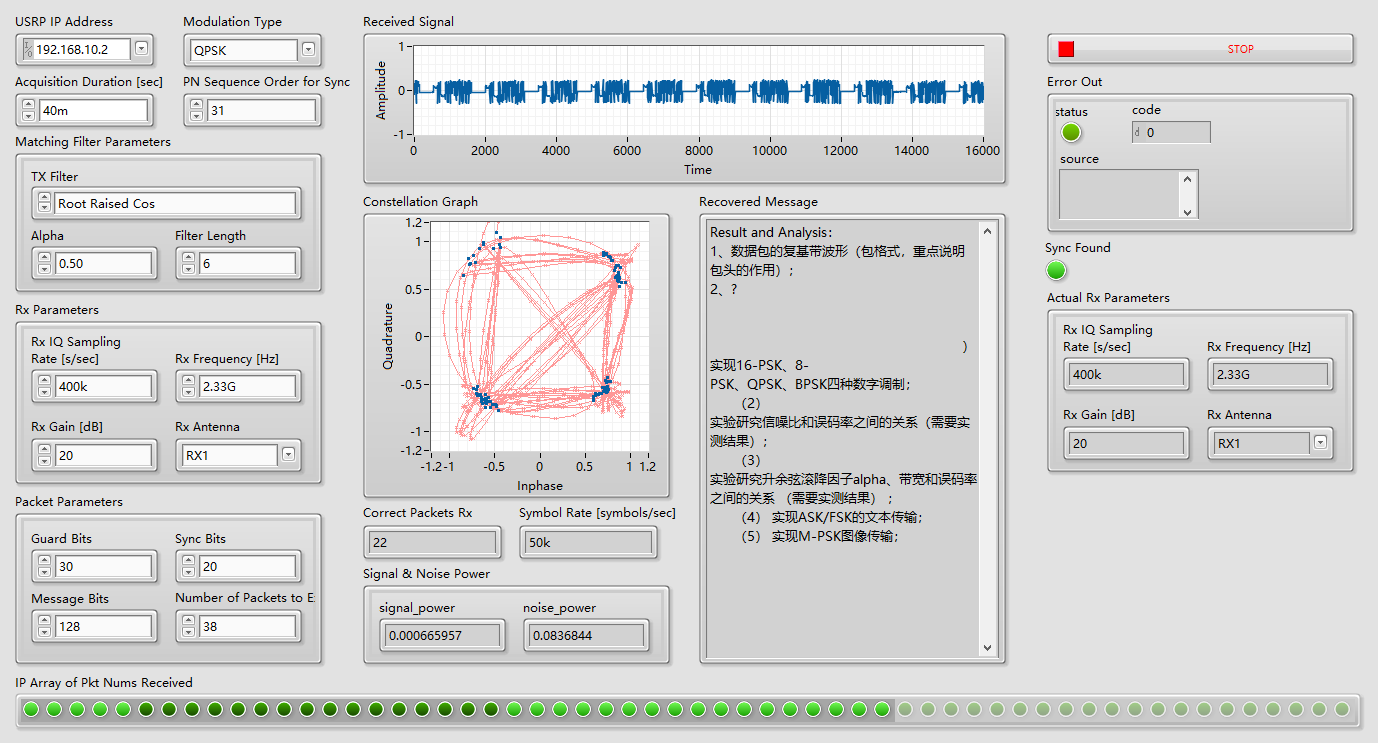 USRP IP Address
192.168.10.2
Modulation Type
QPSK
Acquisition Duration [sec]
40m
PN Sequence Order for Sync
31
Matching Filter Parameters
TX Filter
Root Raised Cos
Alpha
0.50
Filter Length
6
Rx Parameters
Rx IQ Sampling
Rate [s/sec]
400k
Rx Frequency [Hz]
2.33G
Rx Gain [dB]
20
Rx Antenna
RX1
Packet Parameters
Guard Bits
30
Sync Bits
20
Message Bits
128
Number of Packets to E
38
Received Signal
Amplitude
1
0
-1
0 2000 4000 6000 8000 10000 12000 14000 16000
Time
Constellation Graph
Quadrature
1.2
1
0.5
0
-0.5
-1
-1.2
-1.2 -1 -0.5 0 0.5 1 1.2
Inphase
Correct Packets Rx
22
Symbol Rate [symbols/sec]
50k
Signal & Noise Power
signal_power
0.000665957
noise_power
0.0836844
Recovered Message
Result and Analysis:
1、数据包的复基带波形（包格式，重点说明
包头的作用）;
2、?
)
实现16-PSK、8-
PSK、QPSK、BPSK四种数字调制;
（2）
实验研究信噪比和误码率之间的关系（需要实
测结果）;
（3）
实验研究升余弦滚降因子alpha、带宽和误码率
之间的关系 （需要实测结果） ;
（4） 实现ASK/FSK的文本传输;
（5） 实现M-PSK图像传输;
STOP
Error Out
status
code
d 0
source
Sync Found
Actual Rx Parameters
Rx IQ Sampling
Rate [s/sec]
400k
Rx Frequency [Hz]
2.33G
Rx Gain [dB]
20
Rx Antenna
RX1
IP Array of Pkt Nums Received